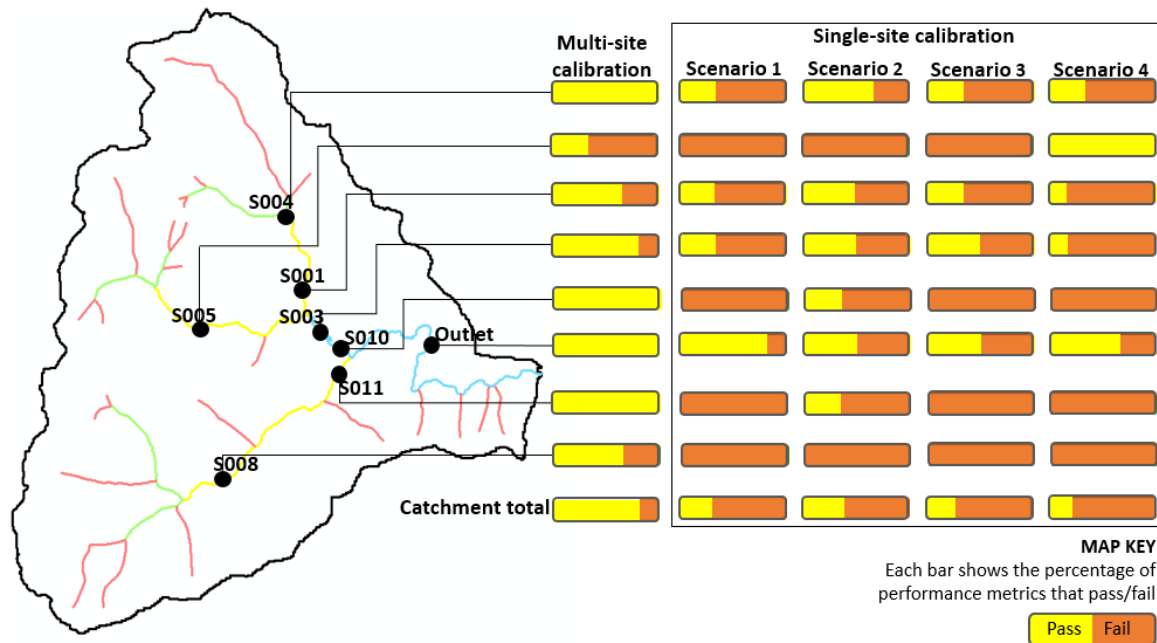 Multi-site
calibration
Single-site calibration
Scenario 1
Scenario 2
Scenario 3
Scenario 4
S004
S001
S005
S003
S010
Outlet
S011
S008
Catchment total
MAP KEY
Each bar shows the percentage of
performance metrics that pass/fail
Pass
Fail